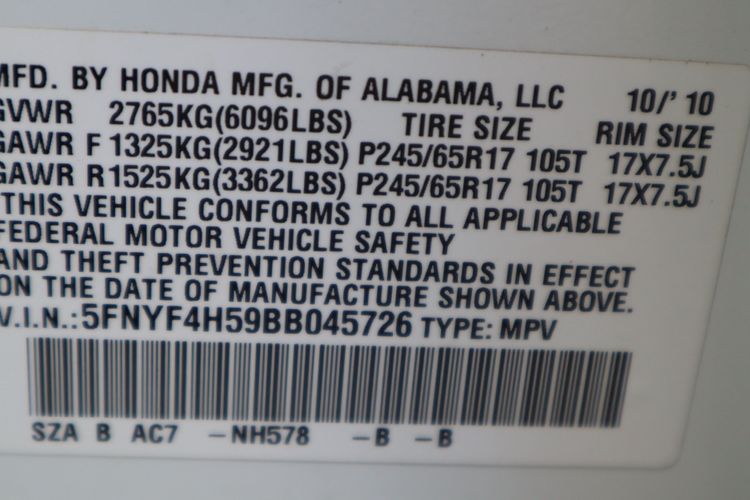 MFD. BY HONDA MFG. OF ALABAMA, LLC 10/'10
GVWR 2765KG(6096LBS) TIRE SIZE RIM SIZE
GAWR F 1325KG(2921LBS) P245/65R17 105T 17X7.5J
GAWR R 1525KG(3362LBS) P245/65R17 105T 17X7.5J
THIS VEHICLE CONFORMS TO ALL APPLICABLE
FEDERAL MOTOR VEHICLE SAFETY
AND THEFT PREVENTION STANDARDS IN EFFECT
ON THE DATE OF MANUFACTURE SHOWN ABOVE.
V.I.N.:5FNYF4H59BB045726 TYPE: MPV
SZA B AC7 -NH578 -B -B